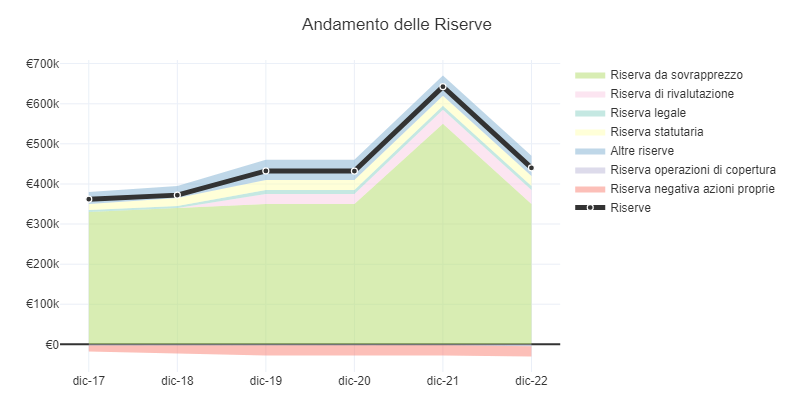 Andamento delle Riserve
€700k
€600k
€500k
€400k
€300k
€200k
€100k
€0
dic-17
dic-18
dic-19
dic-20
dic-21
dic-22
Riserva da sovrapprezzo
Riserva di rivalutazione
Riserva legale
Riserva statutaria
Altre riserve
Riserva operazioni di copertura
Riserva negativa azioni proprie
Riserve